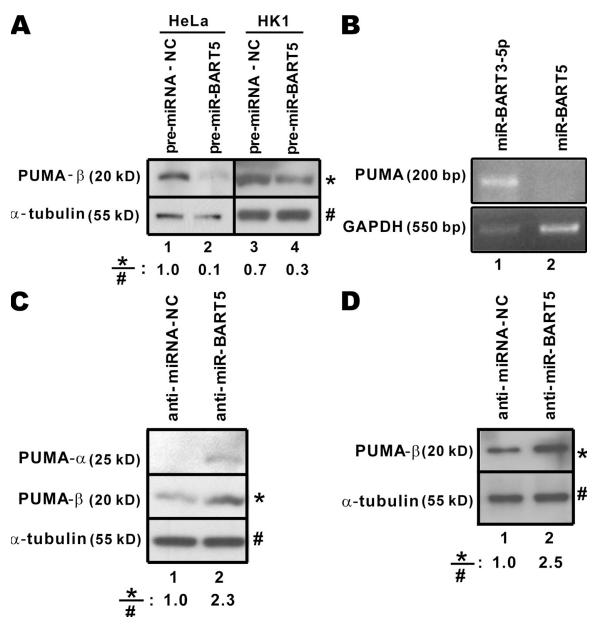 A
HeLa HK1
pre-miRNA-NC
pre-miR-BART5
pre-miRNA-NC
pre-miR-BART5
PUMA-β (20 kD) *
α-tubulin (55 kD) #
1 2 3 4
*/# : 1.0 0.1 0.7 0.3
B
miR-BART3-5p
miR-BART5
PUMA (200 bp)
GAPDH (550 bp)
1 2
C
anti-miRNA-NC
anti-miR-BART5
PUMA-α (25 kD)
PUMA-β (20 kD) *
α-tubulin (55 kD) #
1 2
*/# : 1.0 2.3
D
anti-miRNA-NC
anti-miR-BART5
PUMA-β (20 kD) *
α-tubulin (55 kD) #
1 2
*/# : 1.0 2.5